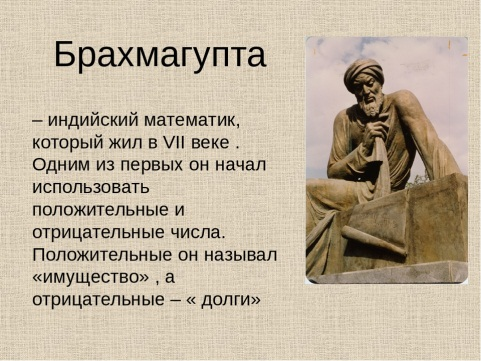 Брахмагупта
– индийский математик,
который жил в VII веке .
Одним из первых он начал
использовать
положительные и
отрицательные числа.
Положительные он называл
«имущество» , а
отрицательные – « долги»